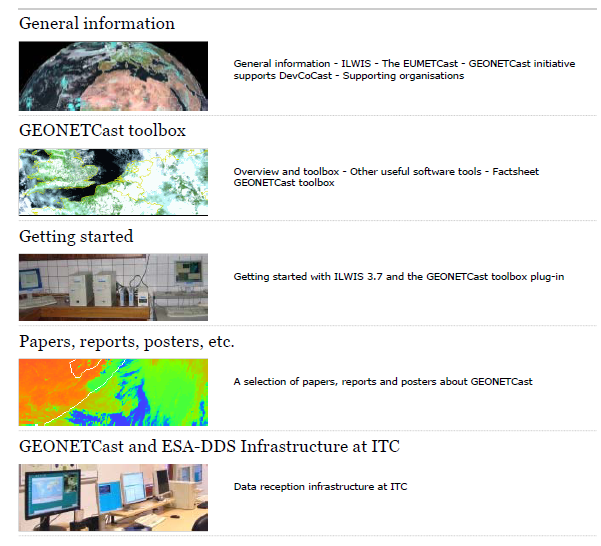 General information
General information - ILWIS - The EUMETCast - GEONETCast initiative
supports DevCoCast - Supporting organisations
GEONETCast toolbox
Overview and toolbox - Other useful software tools - Factsheet
GEONETCast toolbox
Getting started
Getting started with ILWIS 3.7 and the GEONETCast toolbox plug-in
Papers, reports, posters, etc.
A selection of papers, reports and posters about GEONETCast
GEONETCast and ESA-DDS Infrastructure at ITC
Data reception infrastructure at ITC